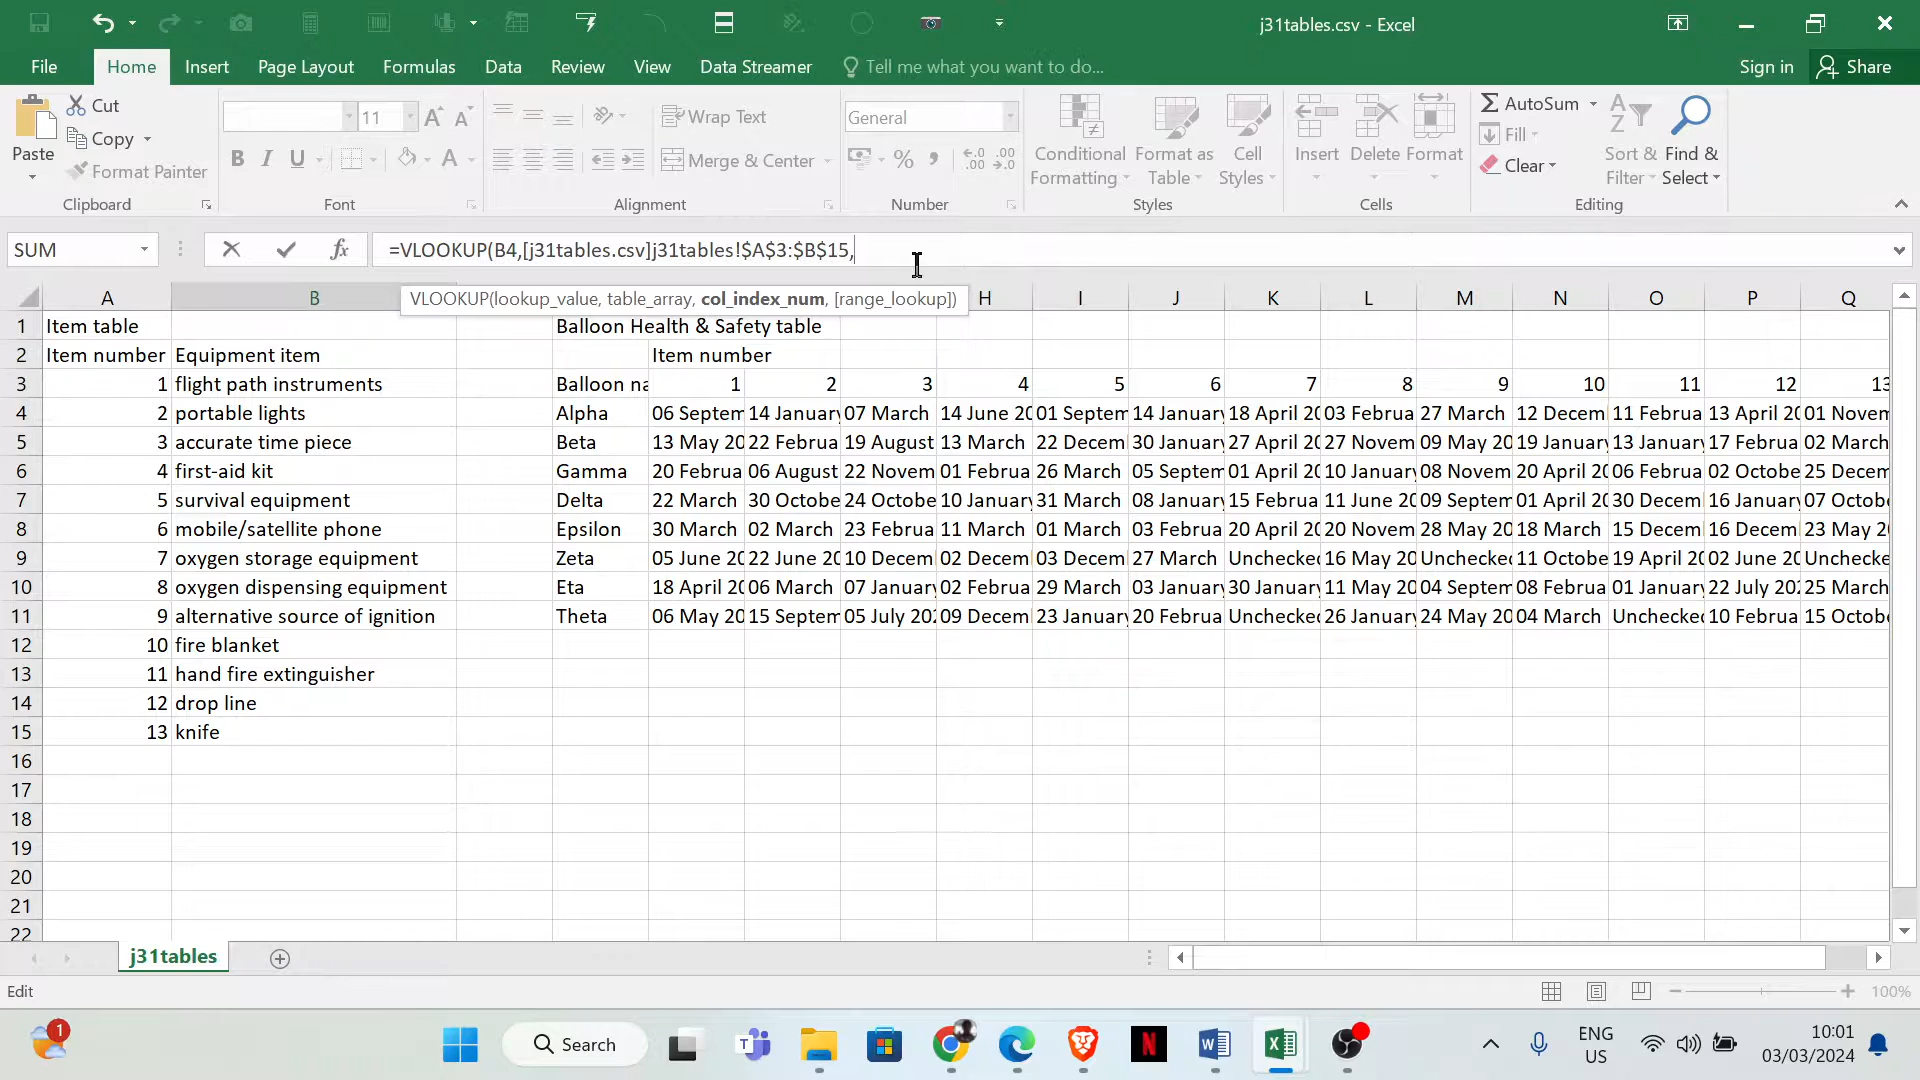 j31tables.csv - Excel
File Home Insert Page Layout Formulas Data Review View Data Streamer Tell me what you want to do... Sign in Share
Paste Cut Copy Format Painter Clipboard
11 B I U A Font
Wrap Text Merge & Center Alignment
General % , .00 Number
Conditional Formatting Format as Table Cell Styles Styles
Insert Delete Format Cells
AutoSum Fill Clear Sort & Filter Find & Select Editing
SUM fx =VLOOKUP(B4,[j31tables.csv]j31tables!$A$3:$B$15,
VLOOKUP(lookup_value, table_array, col_index_num, [range_lookup])
A B H I J K L M N O P Q
1 Item table Balloon Health & Safety table
2 Item number Equipment item Item number
3 1 flight path instruments Balloon na 1 2 3 4 5 6 7 8 9 10 11 12 13
4 2 portable lights Alpha 06 Septem 14 January 07 March 14 June 20 01 Septem 14 January 18 April 20 03 Februa 27 March 12 Decem 11 Februa 13 April 20 01 Novem
5 3 accurate time piece Beta 13 May 20 22 Februa 19 August 13 March 22 Decem 30 January 27 April 20 27 Novem 09 May 20 19 January 13 January 17 Februa 02 March
6 4 first-aid kit Gamma 20 Februa 06 August 22 Novem 01 Februa 26 March 05 Septem 01 April 20 10 January 08 Novem 20 April 20 06 Februa 02 Octobe 25 Decem
7 5 survival equipment Delta 22 March 30 Octobe 24 Octobe 10 January 31 March 08 January 15 Februa 11 June 20 09 Septem 01 April 20 30 Decem 16 January 07 Octobe
8 6 mobile/satellite phone Epsilon 30 March 02 March 23 Februa 11 March 01 March 03 Februa 20 April 20 20 Novem 28 May 20 18 March 15 Decem 16 Decem 23 May 20
9 7 oxygen storage equipment Zeta 05 June 20 22 June 20 10 Decem 02 Decem 03 Decem 27 March Unchecked 16 May 20 Unchecked 11 Octobe 19 April 20 02 June 20 Unchecke
10 8 oxygen dispensing equipment Eta 18 April 20 06 March 07 January 02 Februa 29 March 03 January 30 January 11 May 20 04 Septem 08 Februa 01 January 22 July 202 25 March
11 9 alternative source of ignition Theta 06 May 20 15 Septem 05 July 202 09 Decem 23 January 20 Februa Unchecked 26 January 24 May 20 04 March Unchecked 10 Februa 15 Octobe
12 10 fire blanket
13 11 hand fire extinguisher
14 12 drop line
15 13 knife
16
17
18
19
20
21
22
j31tables
Edit 100%
1 Search ENG US 10:01 03/03/2024